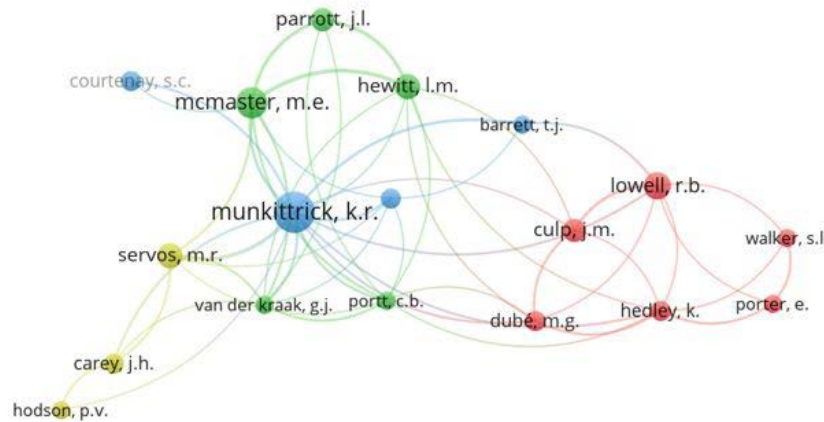 parrott, j.l.
courtenay, s.c.
hewitt, l.m.
mcmaster, m.e.
barrett, t.j.
lowell, r.b.
munkittrick, k.r.
culp, j.m.
walker, s.l
servos, m.r.
van der kraak, g.j.
portt, c.b.
dubé, m.g.
hedley, k.
porter, e.
carey, j.h.
hodson, p.v.